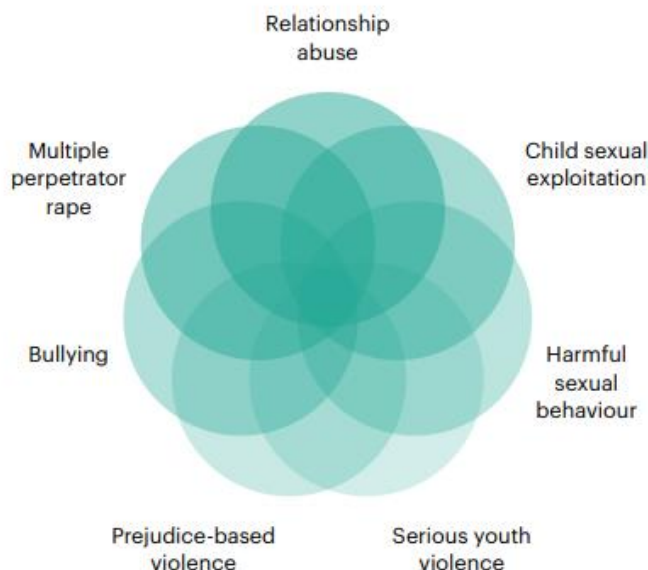 Relationship
abuse
Multiple
perpetrator
rape
Child sexual
exploitation
Bullying
Harmful
sexual
behaviour
Prejudice-based
violence
Serious youth
violence